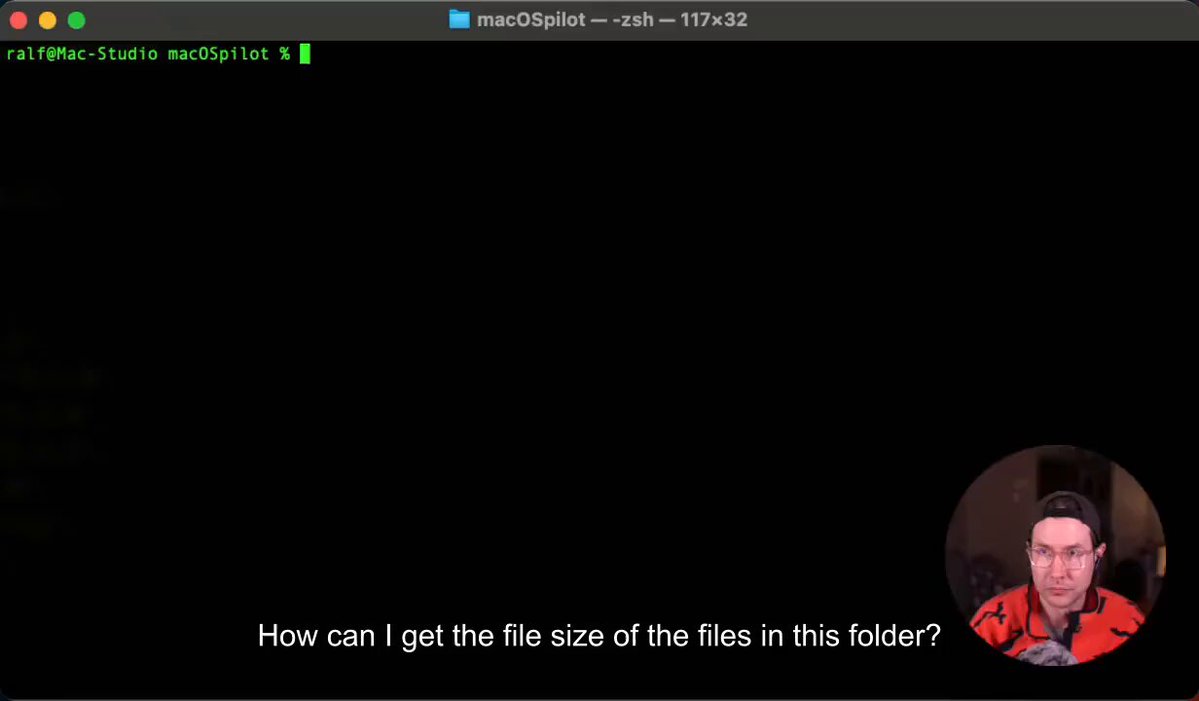 macOSpilot — -zsh — 117×32
ralf@Mac-Studio macOSpilot %
How can I get the file size of the files in this folder?